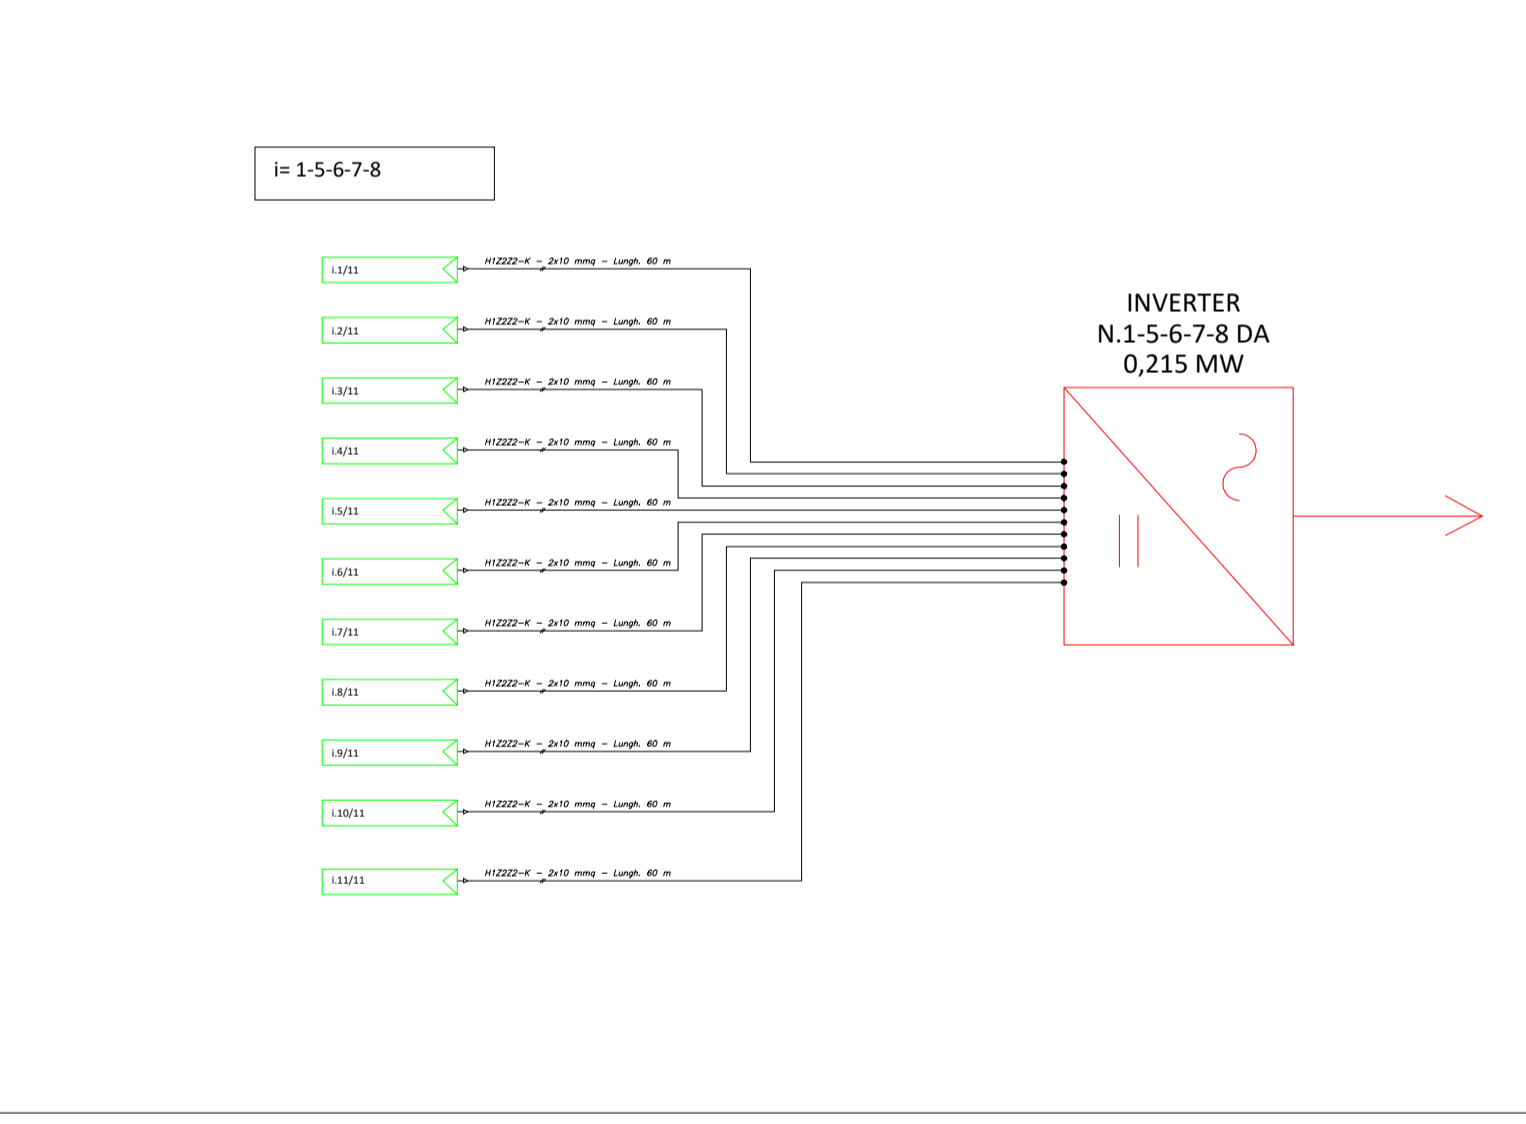 i= 1-5-6-7-8
i.1/11
H1Z2Z2-K - 2x10 mmq - Lungh. 60 m
i.2/11
H1Z2Z2-K - 2x10 mmq - Lungh. 60 m
i.3/11
H1Z2Z2-K - 2x10 mmq - Lungh. 60 m
i.4/11
H1Z2Z2-K - 2x10 mmq - Lungh. 60 m
i.5/11
H1Z2Z2-K - 2x10 mmq - Lungh. 60 m
i.6/11
H1Z2Z2-K - 2x10 mmq - Lungh. 60 m
i.7/11
H1Z2Z2-K - 2x10 mmq - Lungh. 60 m
i.8/11
H1Z2Z2-K - 2x10 mmq - Lungh. 60 m
i.9/11
H1Z2Z2-K - 2x10 mmq - Lungh. 60 m
i.10/11
H1Z2Z2-K - 2x10 mmq - Lungh. 60 m
i.11/11
H1Z2Z2-K - 2x10 mmq - Lungh. 60 m
INVERTER
N.1-5-6-7-8 DA
0,215 MW